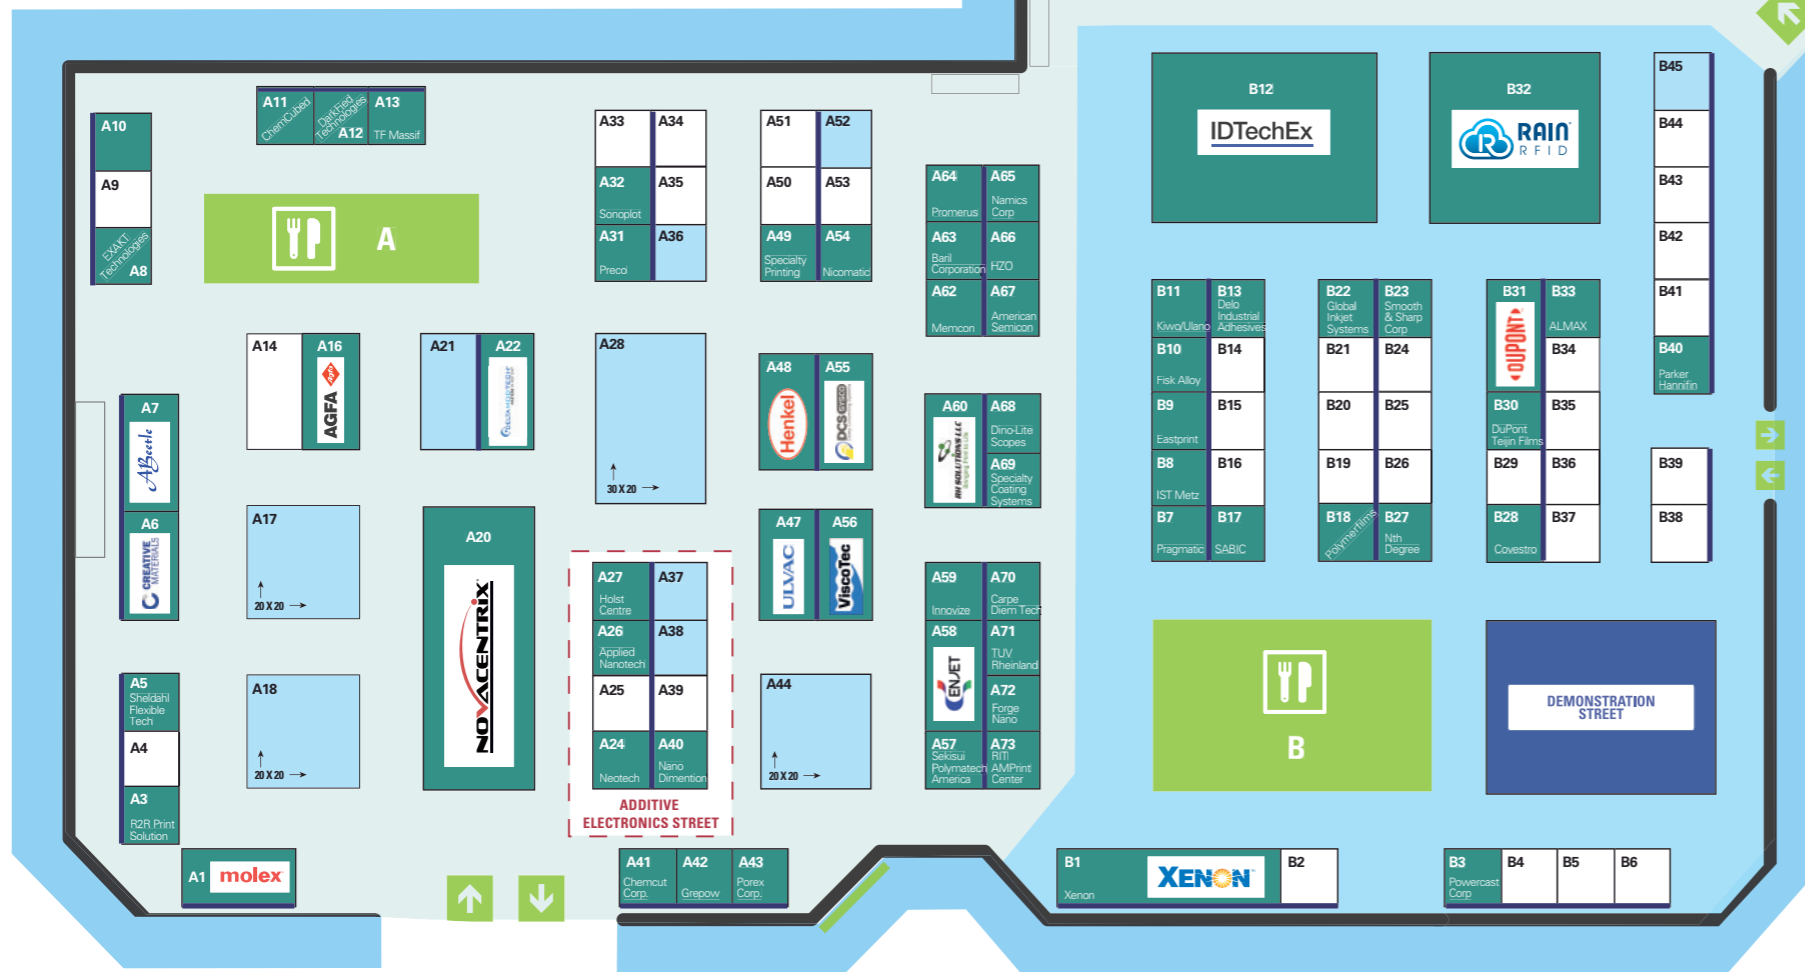 A10
A9
EXAKT
Technologies
A8
A11
ChemCubed
DarkFied
Technologies
A12
A13
TF Massif
A
A33
A34
A32
Sonoplot
A35
A31
Preco
A36
A51
A52
A50
A53
A49
Specialty
Printing
A54
Nicomatic
A64
Promerus
A65
Namics
Corp
A63
Baril
Corporation
A66
HZO
A62
Memcon
A67
American
Semicon
B12
IDTechEx
B32
RAIN
RFID
B45
B44
B43
B42
B41
B40
Parker
Hannifin
B11
Kiwo/Ulano
B13
Delo
Industrial
Adhesives
B10
Fisk Alloy
B14
B9
Eastprint
B15
B8
IST Metz
B16
B7
Pragmatic
B17
SABIC
B22
Global
Inkjet
Systems
B23
Smooth
& Sharp
Corp
B21
B24
B20
B25
B19
B26
B18
Polymerfilms
B27
Nth
Degree
B31
DUPONT
B33
ALMAX
B34
B30
DuPont
Teijin Films
B35
B29
B36
B28
Covestro
B37
B39
B38
A14
A16
AGFA
A21
A22
A28
30 X 20
A48
Henkel
A55
DCS
A60
RH SOLUTIONS LLC
A68
Dino-Lite
Scopes
A69
Specialty
Coating
Systems
A7
ABeetle
A6
CREATIVE
MATERIALS
A17
20 X 20
A20
NOVACENTRIX
A47
ULVAC
A56
ViscoTec
A27
Holst
Centre
A37
A26
Applied
Nanotech
A38
A25
A39
A24
Neotech
A40
Nano
Dimention
ADDITIVE
ELECTRONICS STREET
A59
Innovize
A70
Carpe
Diem Tech
A58
ENJET
A71
TUV
Rheinland
A72
Forge
Nano
A57
Sekisui
Polymatech
America
A73
RIT
AMPrint
Center
A5
Sheldahl
Flexible
Tech
A4
A3
R2R Print
Solution
A18
20 X 20
A44
20 X 20
B
DEMONSTRATION
STREET
A1
molex
A41
Chemcut
Corp.
A42
Grepow
A43
Porex
Corp.
B1
Xenon
XENON
B2
B3
Powercast
Corp
B4
B5
B6